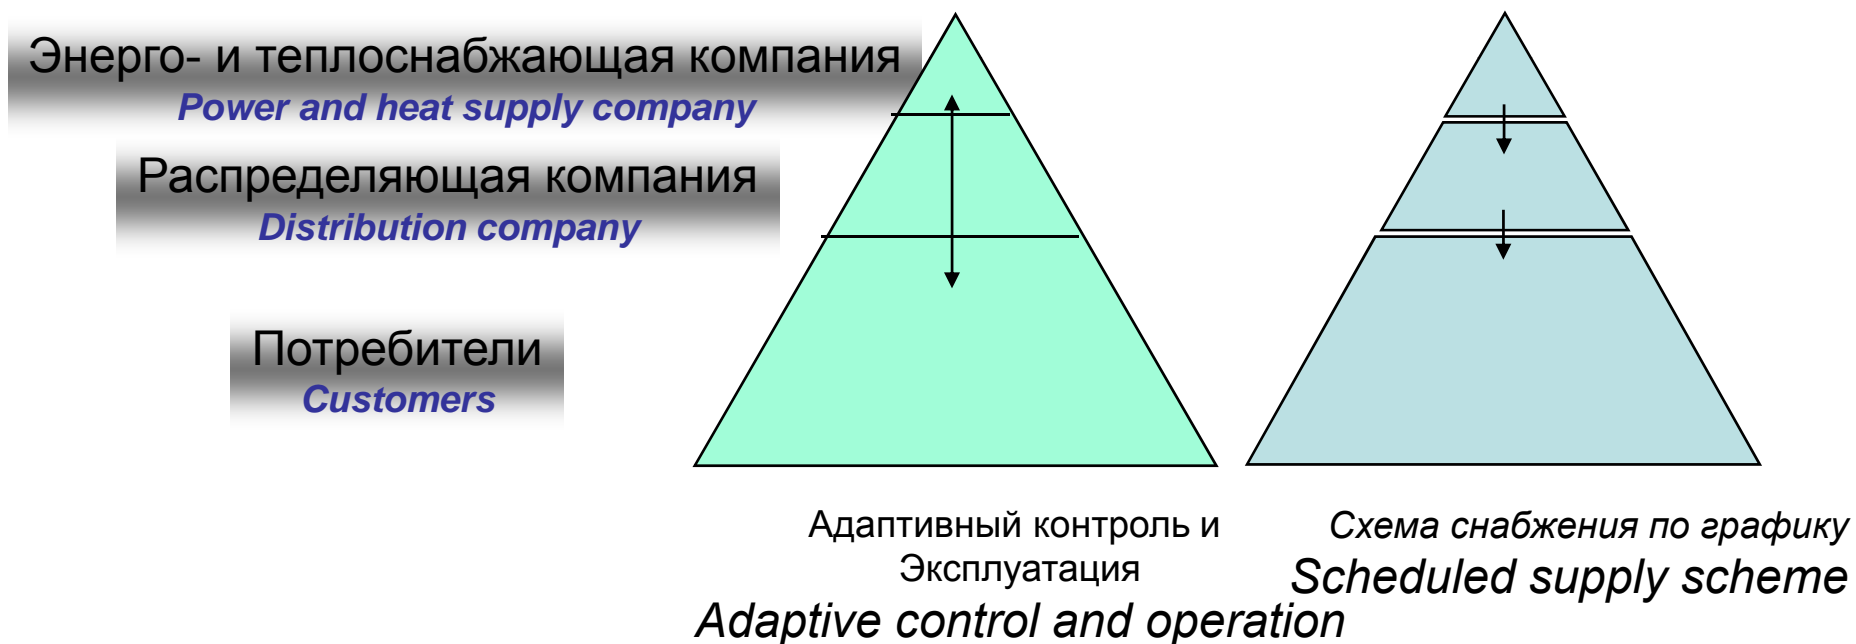 Энерго- и теплоснабжающая компания
Power and heat supply company
Распределяющая компания
Distribution company
Потребители
Customers
Адаптивный контроль и
Эксплуатация
Adaptive control and operation
Схема снабжения по графику
Scheduled supply scheme